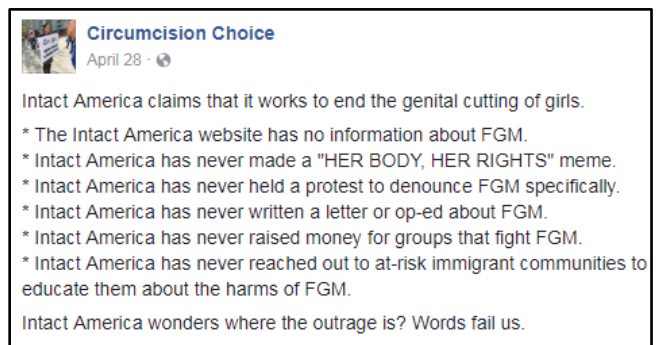 Circumcision Choice
April 28 ·
Intact America claims that it works to end the genital cutting of girls.
* The Intact America website has no information about FGM.
* Intact America has never made a "HER BODY, HER RIGHTS" meme.
* Intact America has never held a protest to denounce FGM specifically.
* Intact America has never written a letter or op-ed about FGM.
* Intact America has never raised money for groups that fight FGM.
* Intact America has never reached out to at-risk immigrant communities to
educate them about the harms of FGM.
Intact America wonders where the outrage is? Words fail us.